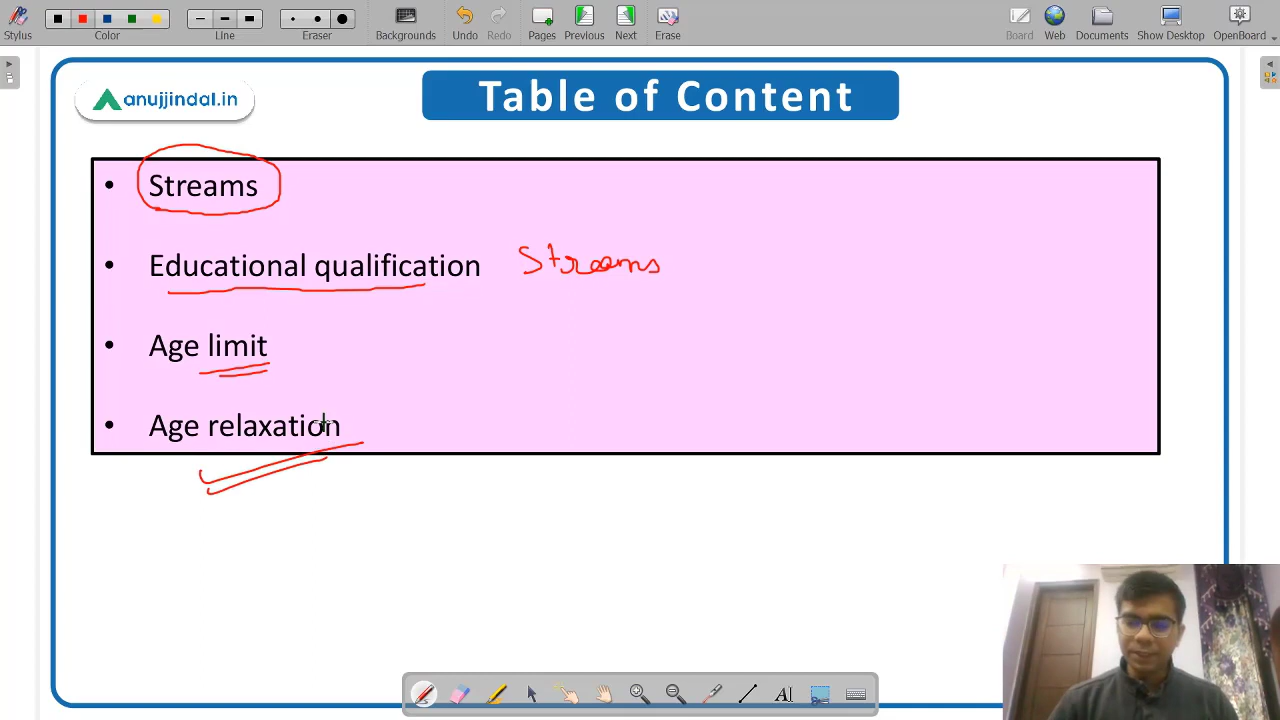 Stylus
Color
Line
Eraser
Backgrounds
Undo
Redo
Pages
Previous
Next
Erase
Board
Web
Documents
Show Desktop
OpenBoard
anujjindal.in
Table of Content
• Streams
• Educational qualification Streams
• Age limit
• Age relaxation